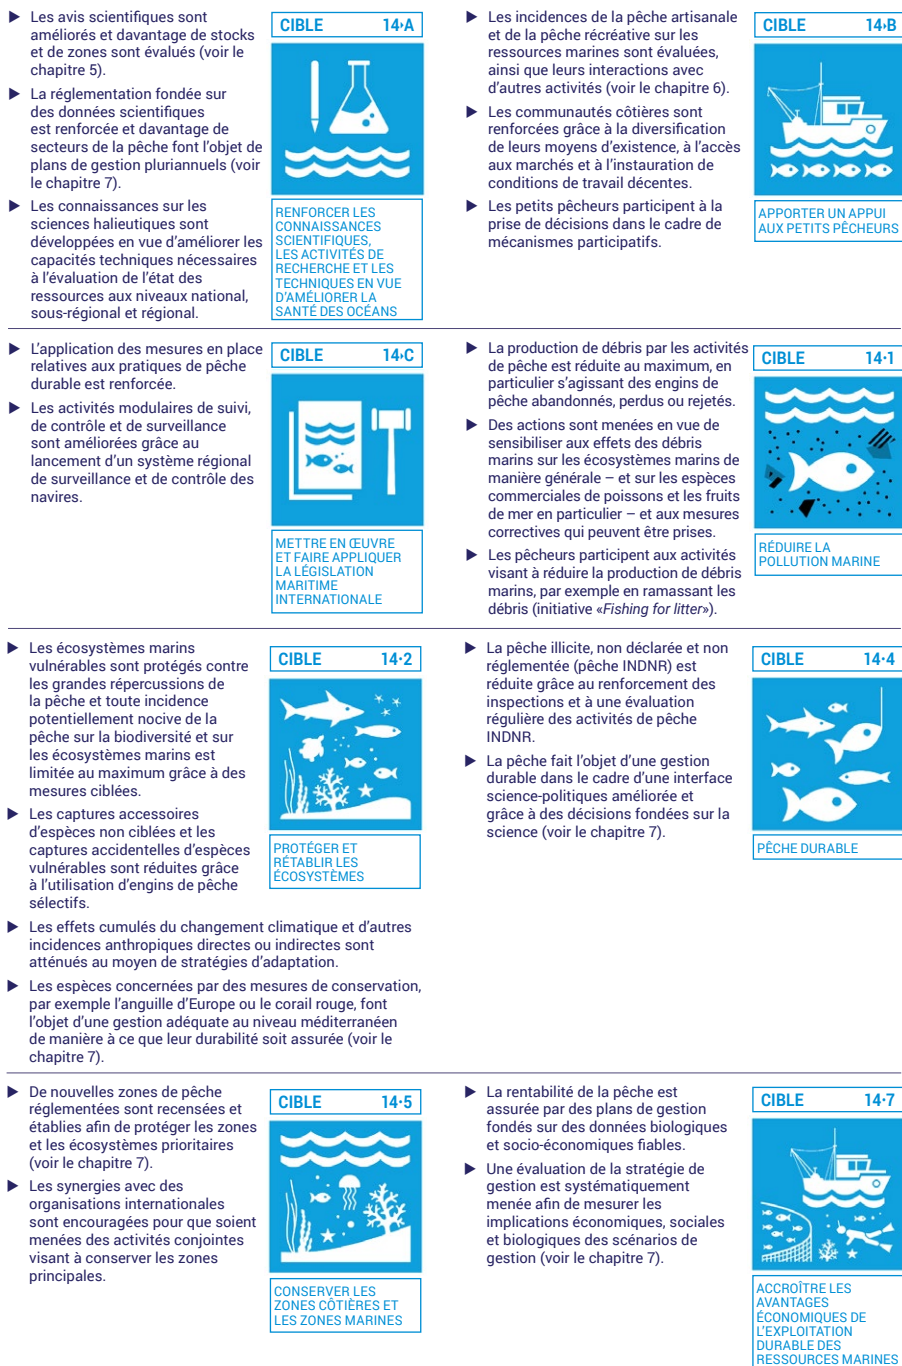 ▶ Les avis scientifiques sont
améliorés et davantage de stocks
et de zones sont évalués (voir le
chapitre 5).
▶ La réglementation fondée sur
des données scientifiques
est renforcée et davantage de
secteurs de la pêche font l'objet de
plans de gestion pluriannuels (voir
le chapitre 7).
▶ Les connaissances sur les
sciences halieutiques sont
développées en vue d'améliorer les
capacités techniques nécessaires
à l'évaluation de l'état des
ressources aux niveaux national,
sous-régional et régional.
CIBLE 14·A
RENFORCER LES
CONNAISSANCES
SCIENTIFIQUES,
LES ACTIVITÉS DE
RECHERCHE ET LES
TECHNIQUES EN VUE
D'AMÉLIORER LA
SANTÉ DES OCÉANS
▶ Les incidences de la pêche artisanale
et de la pêche récréative sur les
ressources marines sont évaluées,
ainsi que leurs interactions avec
d'autres activités (voir le chapitre 6).
▶ Les communautés côtières sont
renforcées grâce à la diversification
de leurs moyens d'existence, à l'accès
aux marchés et à l'instauration de
conditions de travail décentes.
▶ Les petits pêcheurs participent à la
prise de décisions dans le cadre de
mécanismes participatifs.
CIBLE 14·B
APPORTER UN APPUI
AUX PETITS PÊCHEURS
▶ L'application des mesures en place
relatives aux pratiques de pêche
durable est renforcée.
▶ Les activités modulaires de suivi,
de contrôle et de surveillance
sont améliorées grâce au
lancement d'un système régional
de surveillance et de contrôle des
navires.
CIBLE 14·C
METTRE EN ŒUVRE
ET FAIRE APPLIQUER
LA LÉGISLATION
MARITIME
INTERNATIONALE
▶ La production de débris par les activités
de pêche est réduite au maximum, en
particulier s'agissant des engins de
pêche abandonnés, perdus ou rejetés.
▶ Des actions sont menées en vue de
sensibiliser aux effets des débris
marins sur les écosystèmes marins de
manière générale – et sur les espèces
commerciales de poissons et les fruits
de mer en particulier – et aux mesures
correctives qui peuvent être prises.
▶ Les pêcheurs participent aux activités
visant à réduire la production de débris
marins, par exemple en ramassant les
débris (initiative «Fishing for litter»).
CIBLE 14·1
RÉDUIRE LA
POLLUTION MARINE
▶ Les écosystèmes marins
vulnérables sont protégés contre
les grandes répercussions de
la pêche et toute incidence
potentiellement nocive de la
pêche sur la biodiversité et sur
les écosystèmes marins est
limitée au maximum grâce à des
mesures ciblées.
▶ Les captures accessoires
d'espèces non ciblées et les
captures accidentelles d'espèces
vulnérables sont réduites grâce
à l'utilisation d'engins de pêche
sélectifs.
▶ Les effets cumulés du changement climatique et d'autres
incidences anthropiques directes ou indirectes sont
atténués au moyen de stratégies d'adaptation.
▶ Les espèces concernées par des mesures de conservation,
par exemple l'anguille d'Europe ou le corail rouge, font
l'objet d'une gestion adéquate au niveau méditerranéen
de manière à ce que leur durabilité soit assurée (voir le
chapitre 7).
CIBLE 14·2
PROTÉGER ET
RÉTABLIR LES
ÉCOSYSTÈMES
▶ La pêche illicite, non déclarée et non
réglementée (pêche INDNR) est
réduite grâce au renforcement des
inspections et à une évaluation
régulière des activités de pêche
INDNR.
▶ La pêche fait l'objet d'une gestion
durable dans le cadre d'une interface
science-politiques améliorée et
grâce à des décisions fondées sur la
science (voir le chapitre 7).
CIBLE 14·4
PÊCHE DURABLE
▶ De nouvelles zones de pêche
réglementées sont recensées et
établies afin de protéger les zones
et les écosystèmes prioritaires
(voir le chapitre 7).
▶ Les synergies avec des
organisations internationales
sont encouragées pour que soient
menées des activités conjointes
visant à conserver les zones
principales.
CIBLE 14·5
CONSERVER LES
ZONES CÔTIÈRES ET
LES ZONES MARINES
▶ La rentabilité de la pêche est
assurée par des plans de gestion
fondés sur des données biologiques
et socio-économiques fiables.
▶ Une évaluation de la stratégie de
gestion est systématiquement
menée afin de mesurer les
implications économiques, sociales
et biologiques des scénarios de
gestion (voir le chapitre 7).
CIBLE 14·7
ACCROÎTRE LES
AVANTAGES
ÉCONOMIQUES DE
L'EXPLOITATION
DURABLE DES
RESSOURCES MARINES